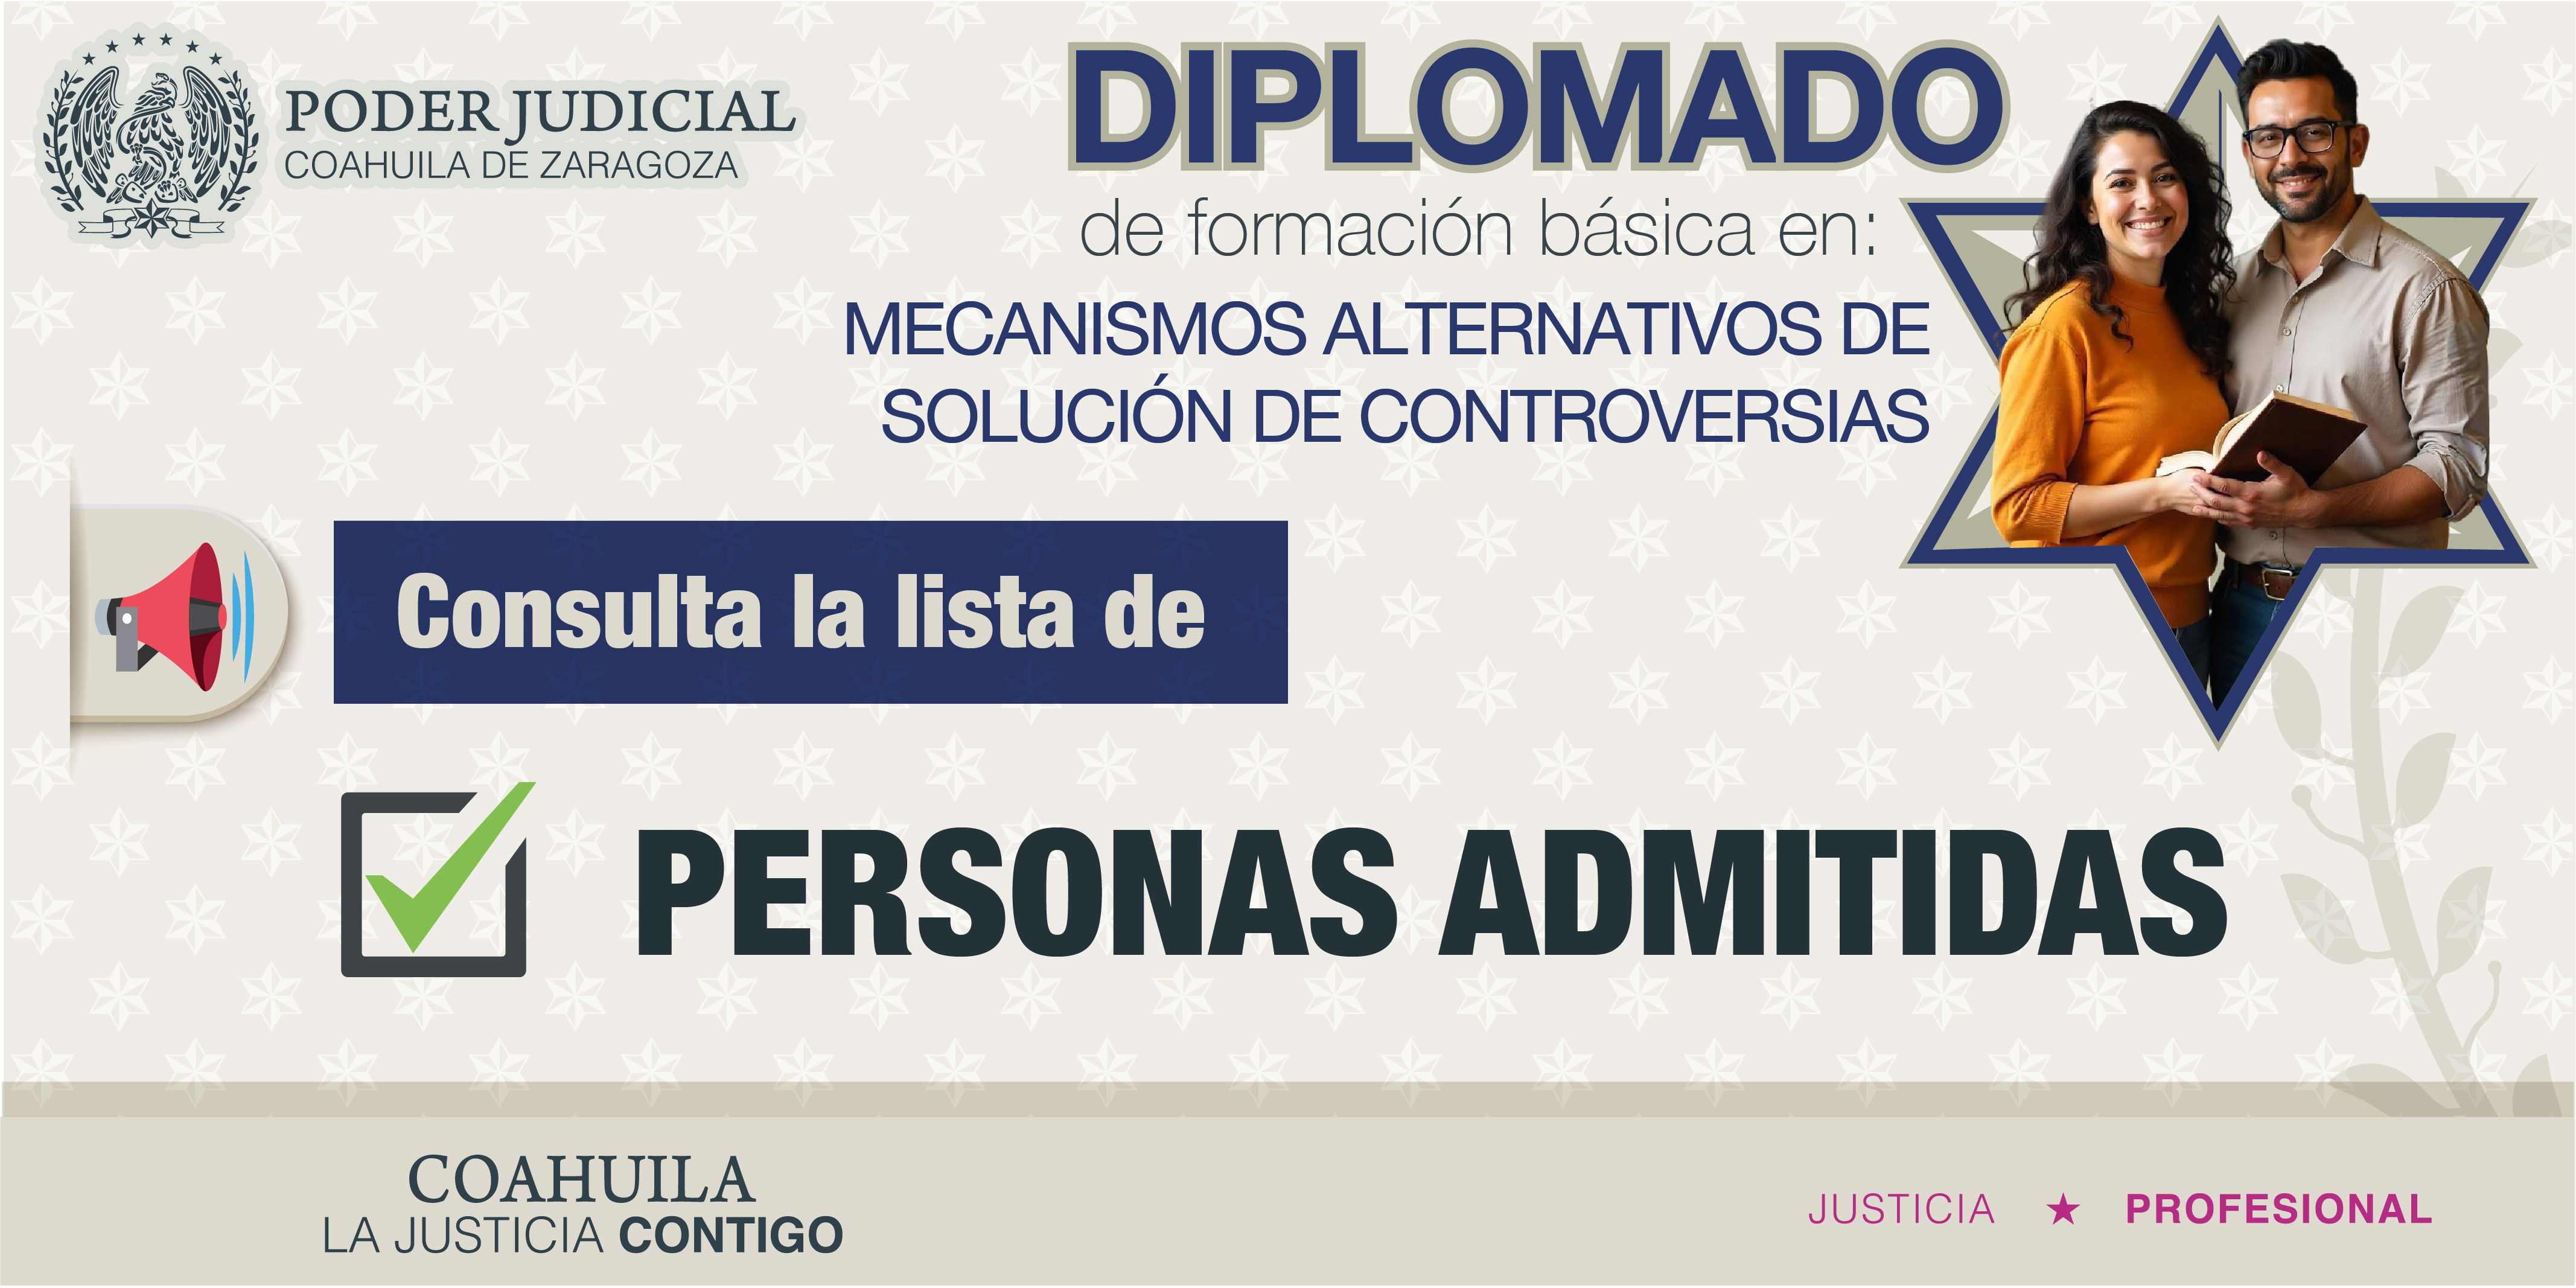 PODER JUDICIAL
COAHUILA DE ZARAGOZA
DIPLOMADO
de formación básica en:
MECANISMOS ALTERNATIVOS DE
SOLUCIÓN DE CONTROVERSIAS
Consulta la lista de
PERSONAS ADMITIDAS
COAHUILA
LA JUSTICIA CONTIGO
JUSTICIA ★ PROFESIONAL